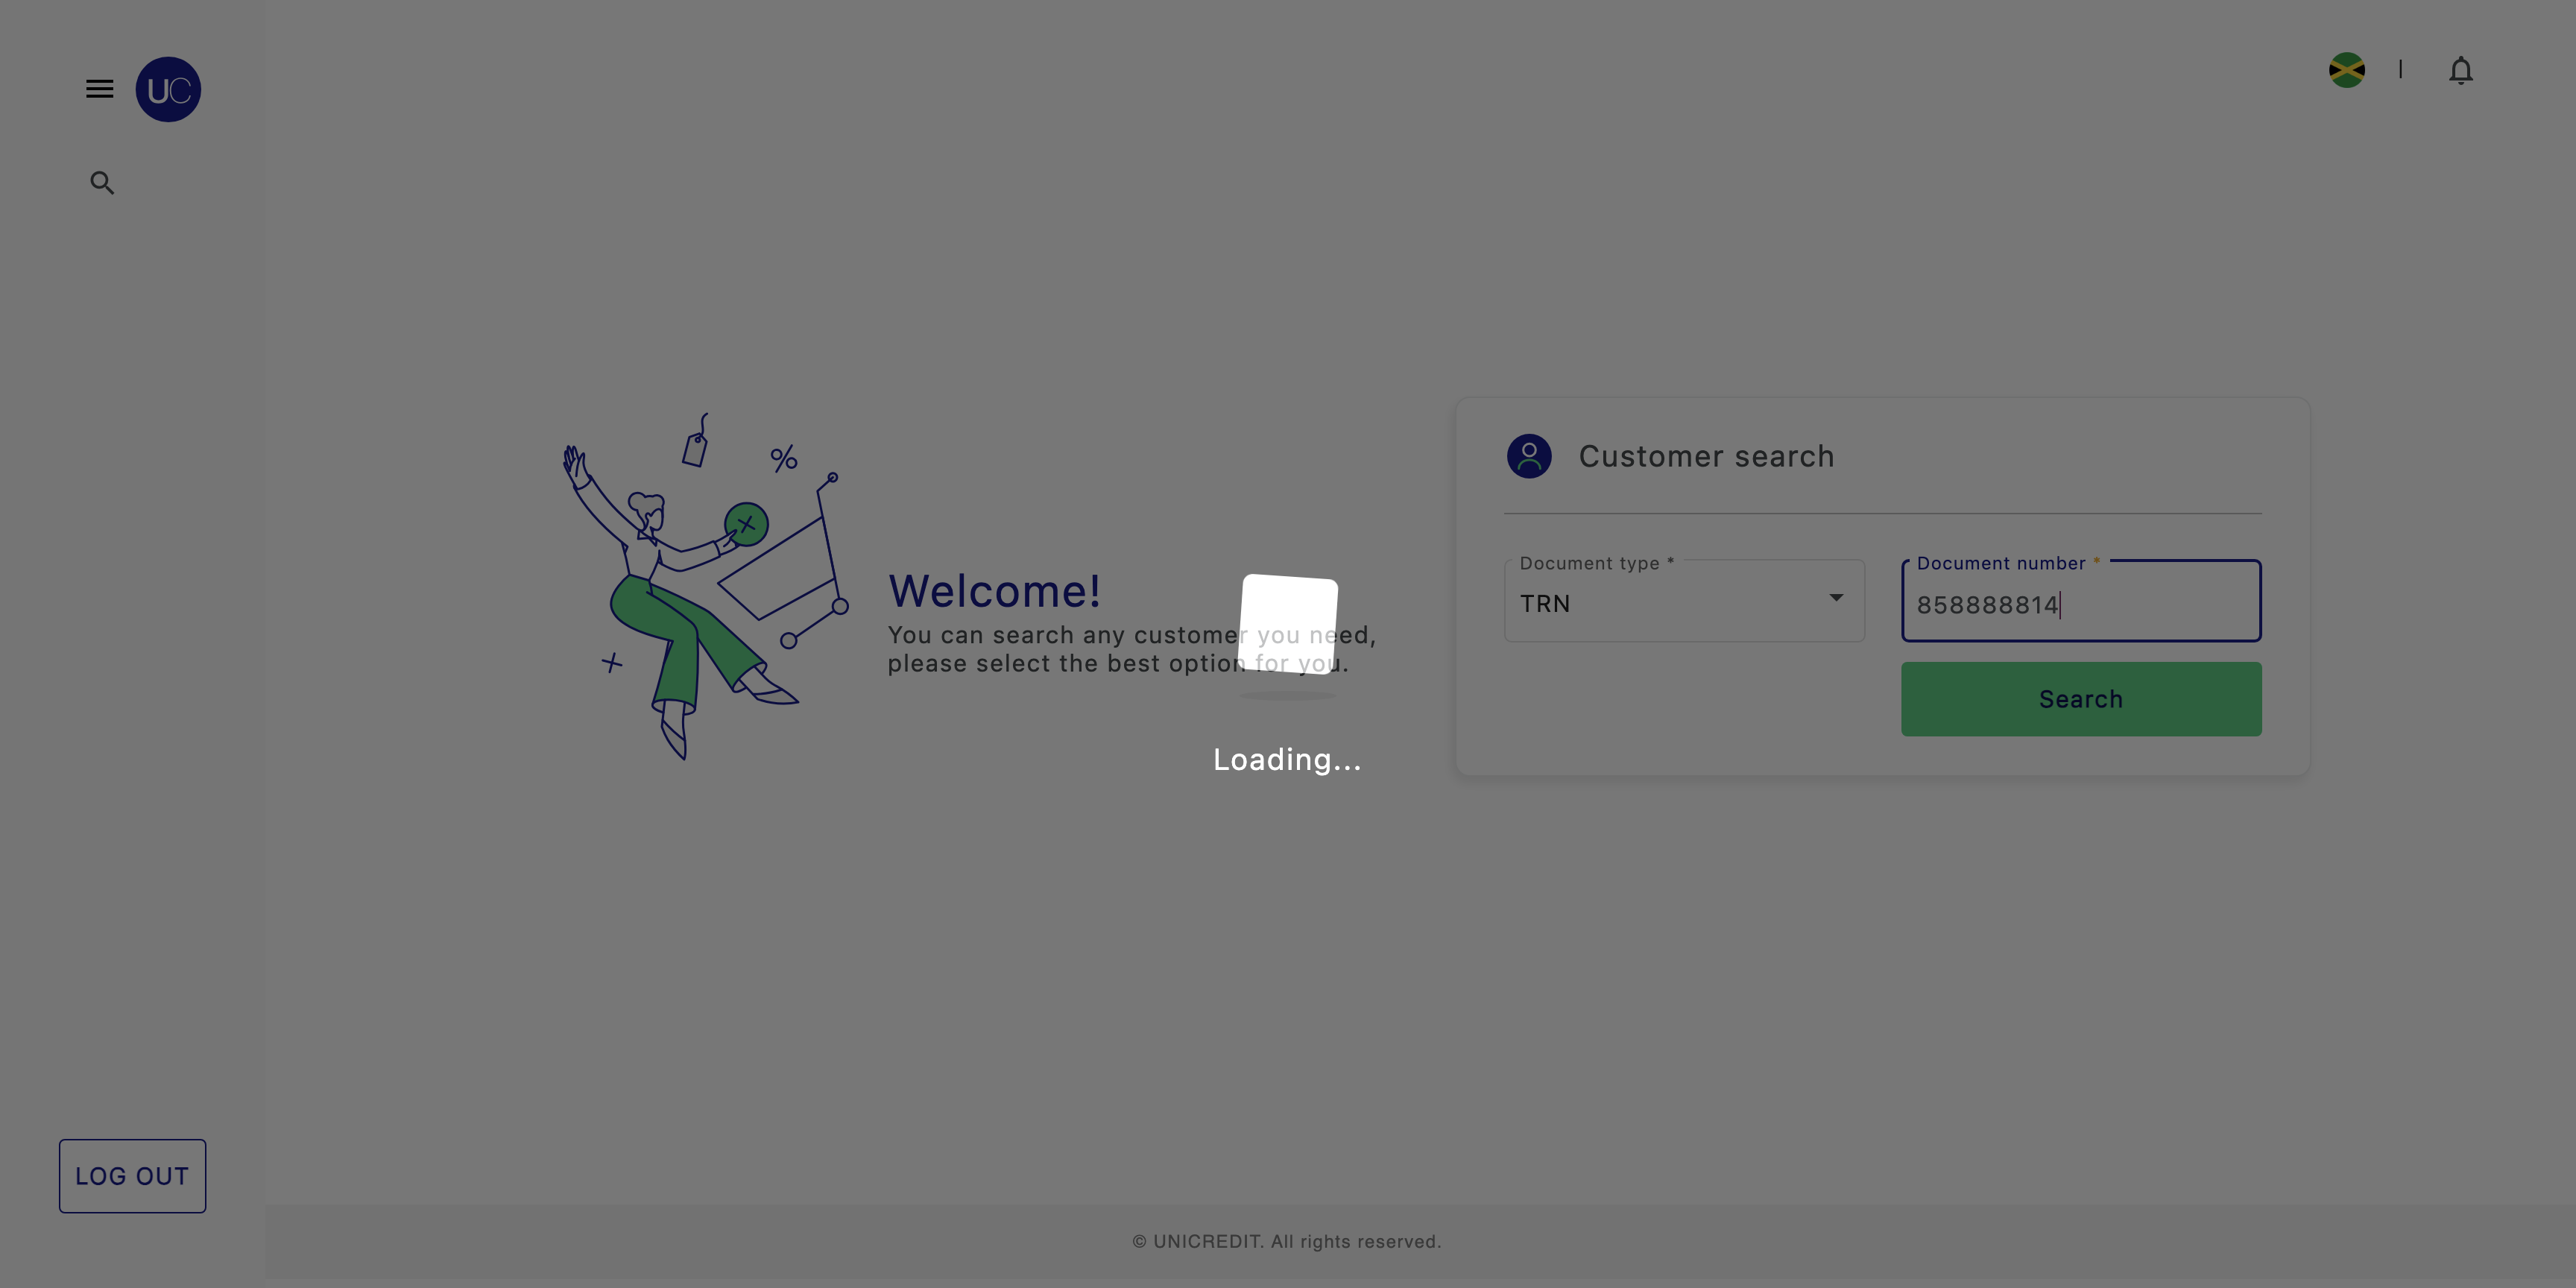 UC
Welcome!
You can search any customer you need,
please select the best option for you.
Loading...
Customer search
Document type *
TRN
Document number *
858888814
Search
LOG OUT
© UNICREDIT. All rights reserved.